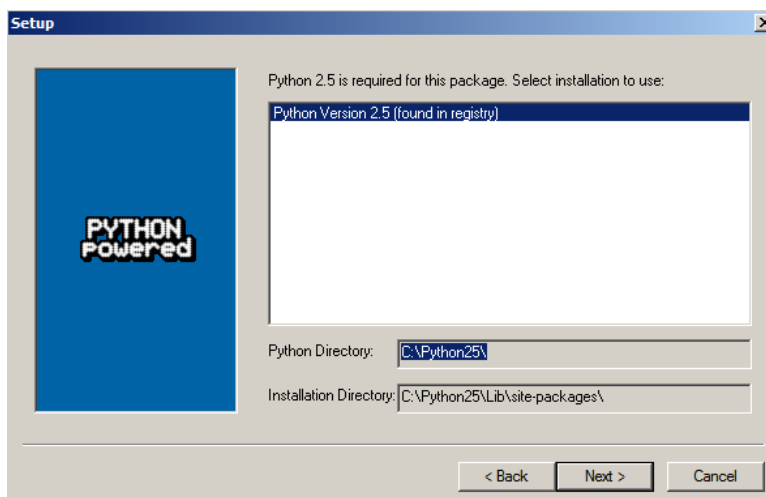 Setup
Python 2.5 is required for this package. Select installation to use:
Python Version 2.5 (found in registry)
PYTHON
Powered
Python Directory: C:\Python25\
Installation Directory: C:\Python25\Lib\site-packages\
< Back Next > Cancel